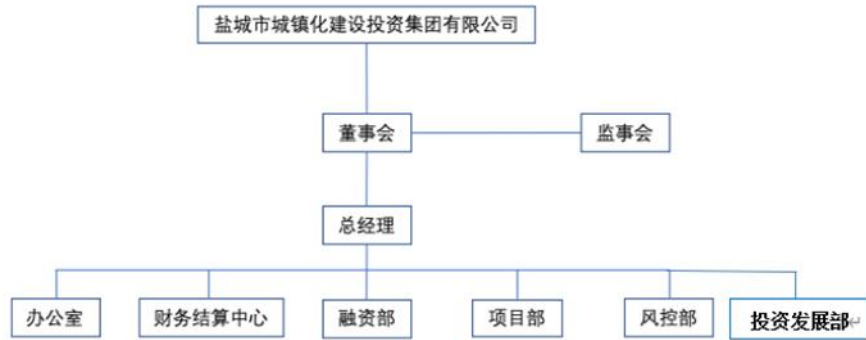 盐城市城镇化建设投资集团有限公司
董事会
监事会
总经理
办公室
财务结算中心
融资部
项目部
风控部
投资发展部